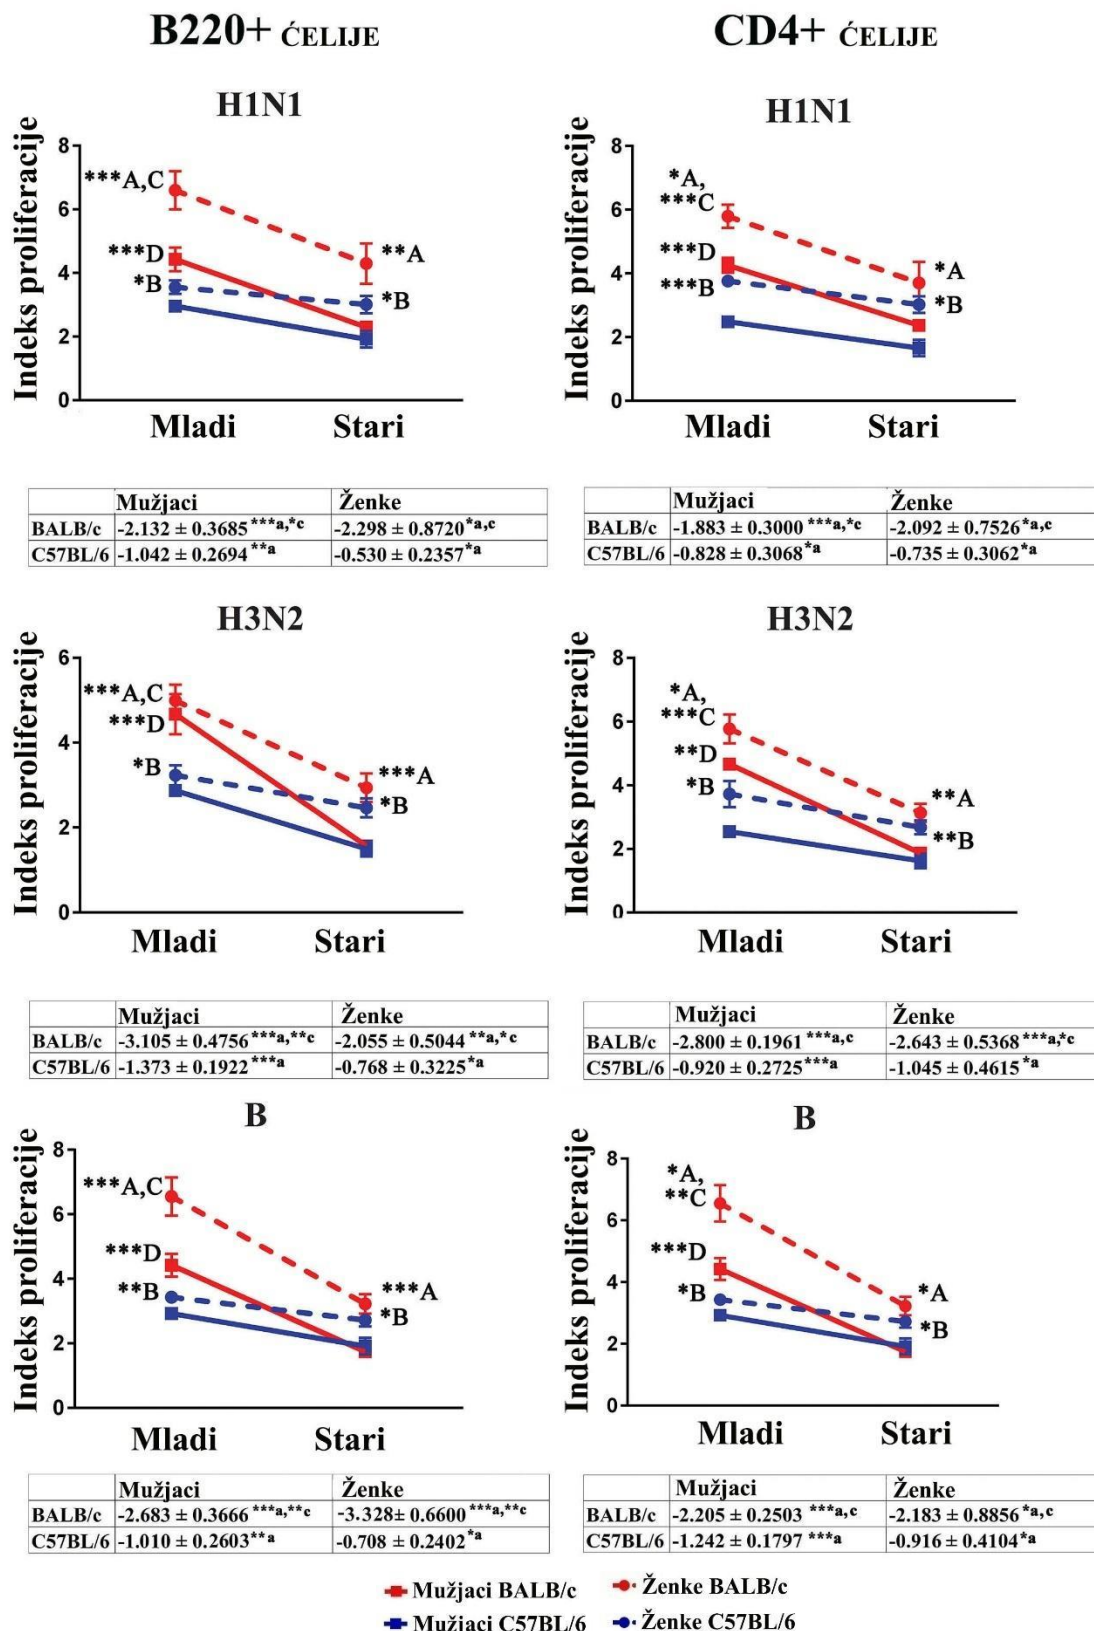 B220+ ĆELIJE
CD4+ ĆELIJE
H1N1
Indeks proliferacije
8
6
4
2
0
***A,C
***D
*B
**A
*B
Mladi
Stari
Mužjaci Ženke
BALB/c -2.132 ± 0.3685 ***a,*c -2.298 ± 0.8720 *a,c
C57BL/6 -1.042 ± 0.2694 **a -0.530 ± 0.2357 *a
H1N1
Indeks proliferacije
8
6
4
2
0
*A,
***C
***D
***B
*A
*B
Mladi
Stari
Mužjaci Ženke
BALB/c -1.883 ± 0.3000 ***a,*c -2.092 ± 0.7526 *a,c
C57BL/6 -0.828 ± 0.3068 *a -0.735 ± 0.3062 *a
H3N2
Indeks proliferacije
6
4
2
0
***A,C
***D
*B
***A
*B
Mladi
Stari
Mužjaci Ženke
BALB/c -3.105 ± 0.4756 ***a,**c -2.055 ± 0.5044 **a,*c
C57BL/6 -1.373 ± 0.1922 ***a -0.768 ± 0.3225 *a
H3N2
Indeks proliferacije
8
6
4
2
0
*A,
***C
**D
*B
**A
**B
Mladi
Stari
Mužjaci Ženke
BALB/c -2.800 ± 0.1961 ***a,c -2.643 ± 0.5368 ***a,*c
C57BL/6 -0.920 ± 0.2725 ***a -1.045 ± 0.4615 *a
B
Indeks proliferacije
8
6
4
2
0
***A,C
***D
**B
***A
*B
Mladi
Stari
Mužjaci Ženke
BALB/c -2.683 ± 0.3666 ***a,**c -3.328± 0.6600 ***a,**c
C57BL/6 -1.010 ± 0.2603 **a -0.708 ± 0.2402 *a
B
Indeks proliferacije
8
6
4
2
0
*A,
**C
***D
*B
*A
*B
Mladi
Stari
Mužjaci Ženke
BALB/c -2.205 ± 0.2503 ***a,c -2.183 ± 0.8856 *a,c
C57BL/6 -1.242 ± 0.1797 ***a -0.916 ± 0.4104 *a
Mužjaci BALB/c Ženke BALB/c
Mužjaci C57BL/6 Ženke C57BL/6